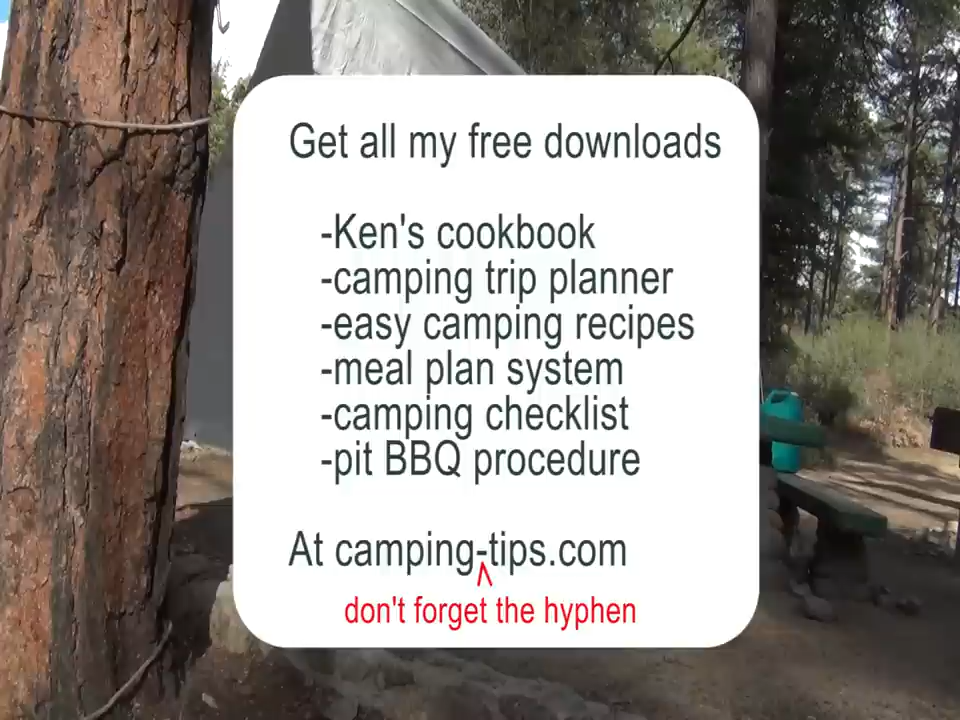 Get all my free downloads
-Ken's cookbook
-camping trip planner
-easy camping recipes
-meal plan system
-camping checklist
-pit BBQ procedure
At camping-tips.com
don't forget the hyphen